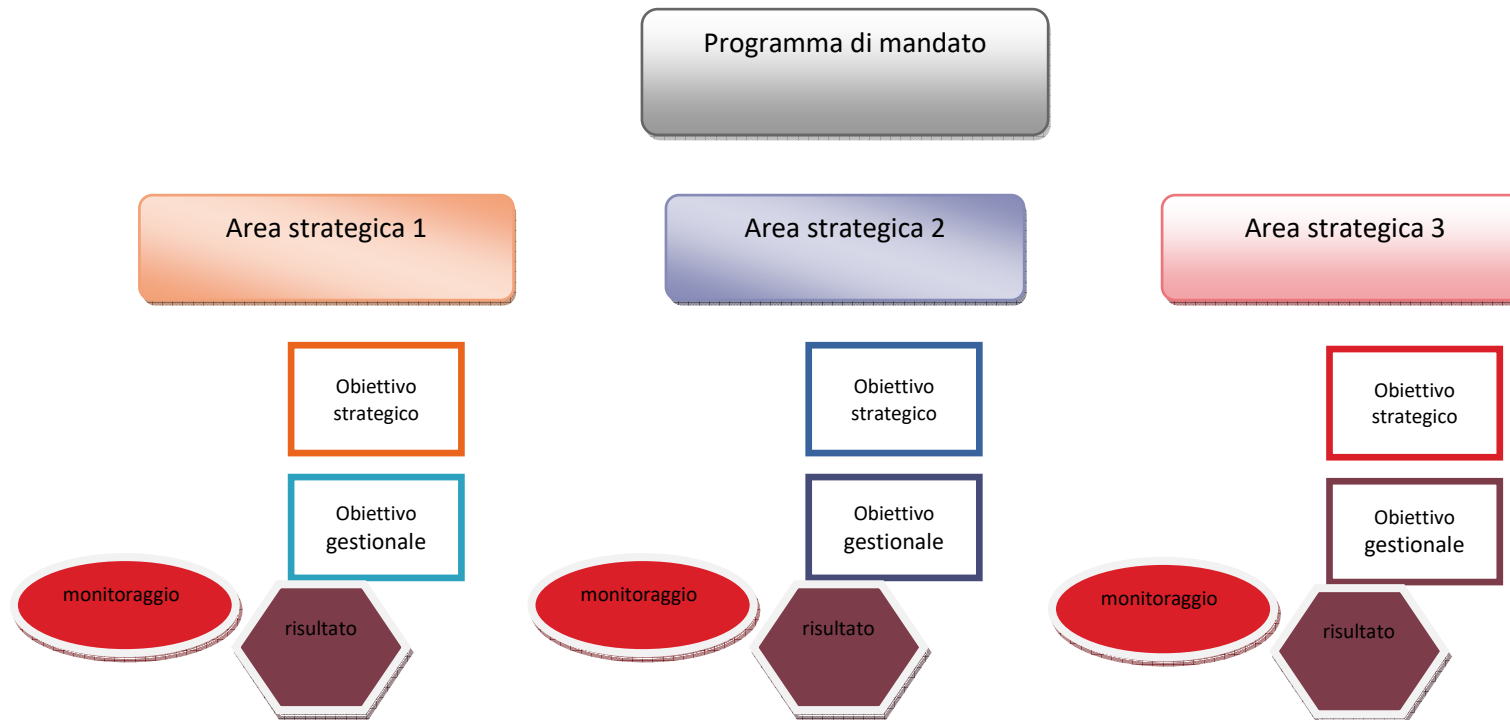 Programma di mandato
Area strategica 1
Area strategica 2
Area strategica 3
Obiettivo
strategico
Obiettivo
strategico
Obiettivo
strategico
Obiettivo
gestionale
Obiettivo
gestionale
Obiettivo
gestionale
monitoraggio
risultato
monitoraggio
risultato
monitoraggio
risultato